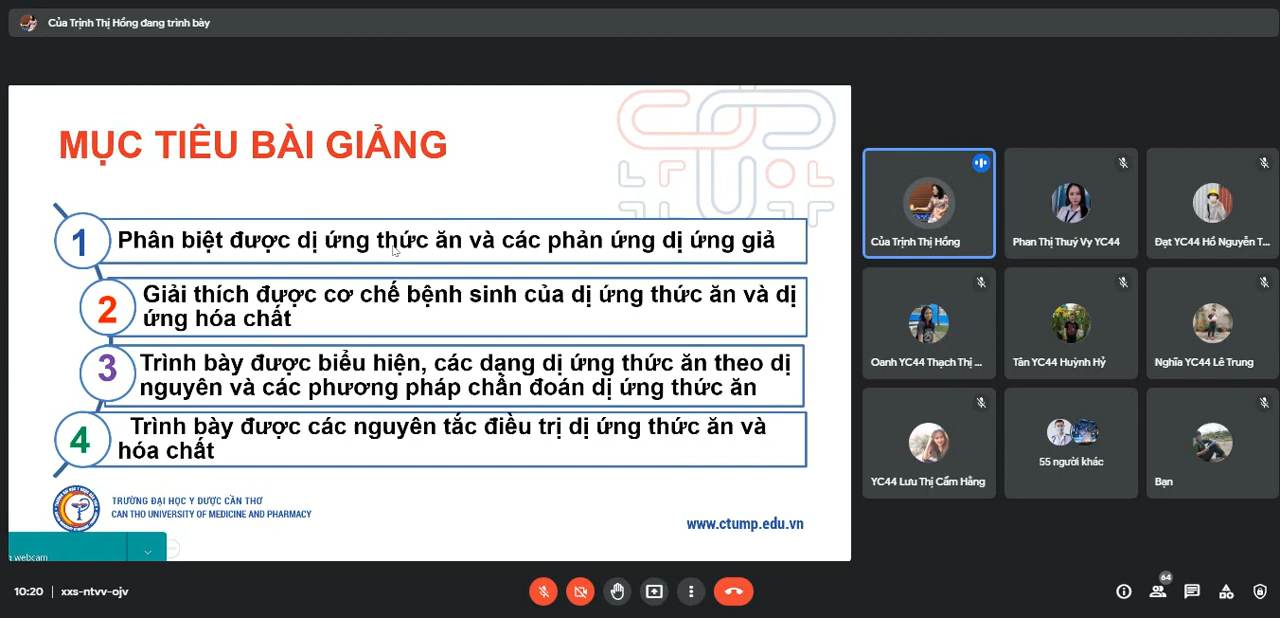 Của Trịnh Thị Hồng đang trình bày
MỤC TIÊU BÀI GIẢNG
1
Phân biệt được dị ứng thức ăn và các phản ứng dị ứng giả
2
Giải thích được cơ chế bệnh sinh của dị ứng thức ăn và dị
ứng hóa chất
3
Trình bày được biểu hiện, các dạng dị ứng thức ăn theo dị
nguyên và các phương pháp chẩn đoán dị ứng thức ăn
4
Trình bày được các nguyên tắc điều trị dị ứng thức ăn và
hóa chất
TRƯỜNG ĐẠI HỌC Y DƯỢC CẦN THƠ
CAN THO UNIVERSITY OF MEDICINE AND PHARMACY
www.ctump.edu.vn
webcam
Của Trịnh Thị Hồng
Phan Thị Thuý Vy YC44
Đạt YC44 Hồ Nguyễn T...
Oanh YC44 Thạch Thị ...
Tân YC44 Huỳnh Hỷ
Nghĩa YC44 Lê Trung
YC44 Lưu Thị Cẩm Hằng
55 người khác
Bạn
10:20 | xxs-ntvv-ojv
64